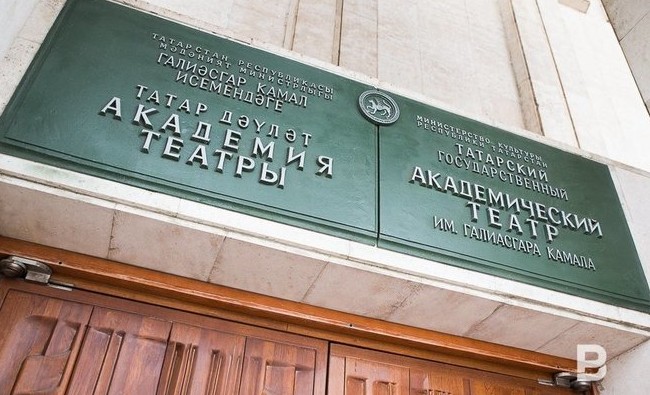 ТАТАРСТАН РЕСПУБЛИКАСЫ
МӘДӘНИЯТ МИНИСТРЛЫГЫ
ГАЛИӘСГАР КАМАЛ
ИСЕМЕНДӘГЕ
ТАТАР ДӘҮЛӘТ
АКАДЕМИЯ
ТЕАТРЫ
МИНИСТЕРСТВО КУЛЬТУРЫ
РЕСПУБЛИКИ ТАТАРСТАН
ТАТАРСКИЙ
ГОСУДАРСТВЕННЫЙ
АКАДЕМИЧЕСКИЙ
ТЕАТР
ИМ. ГАЛИАСГАРА КАМАЛА
B